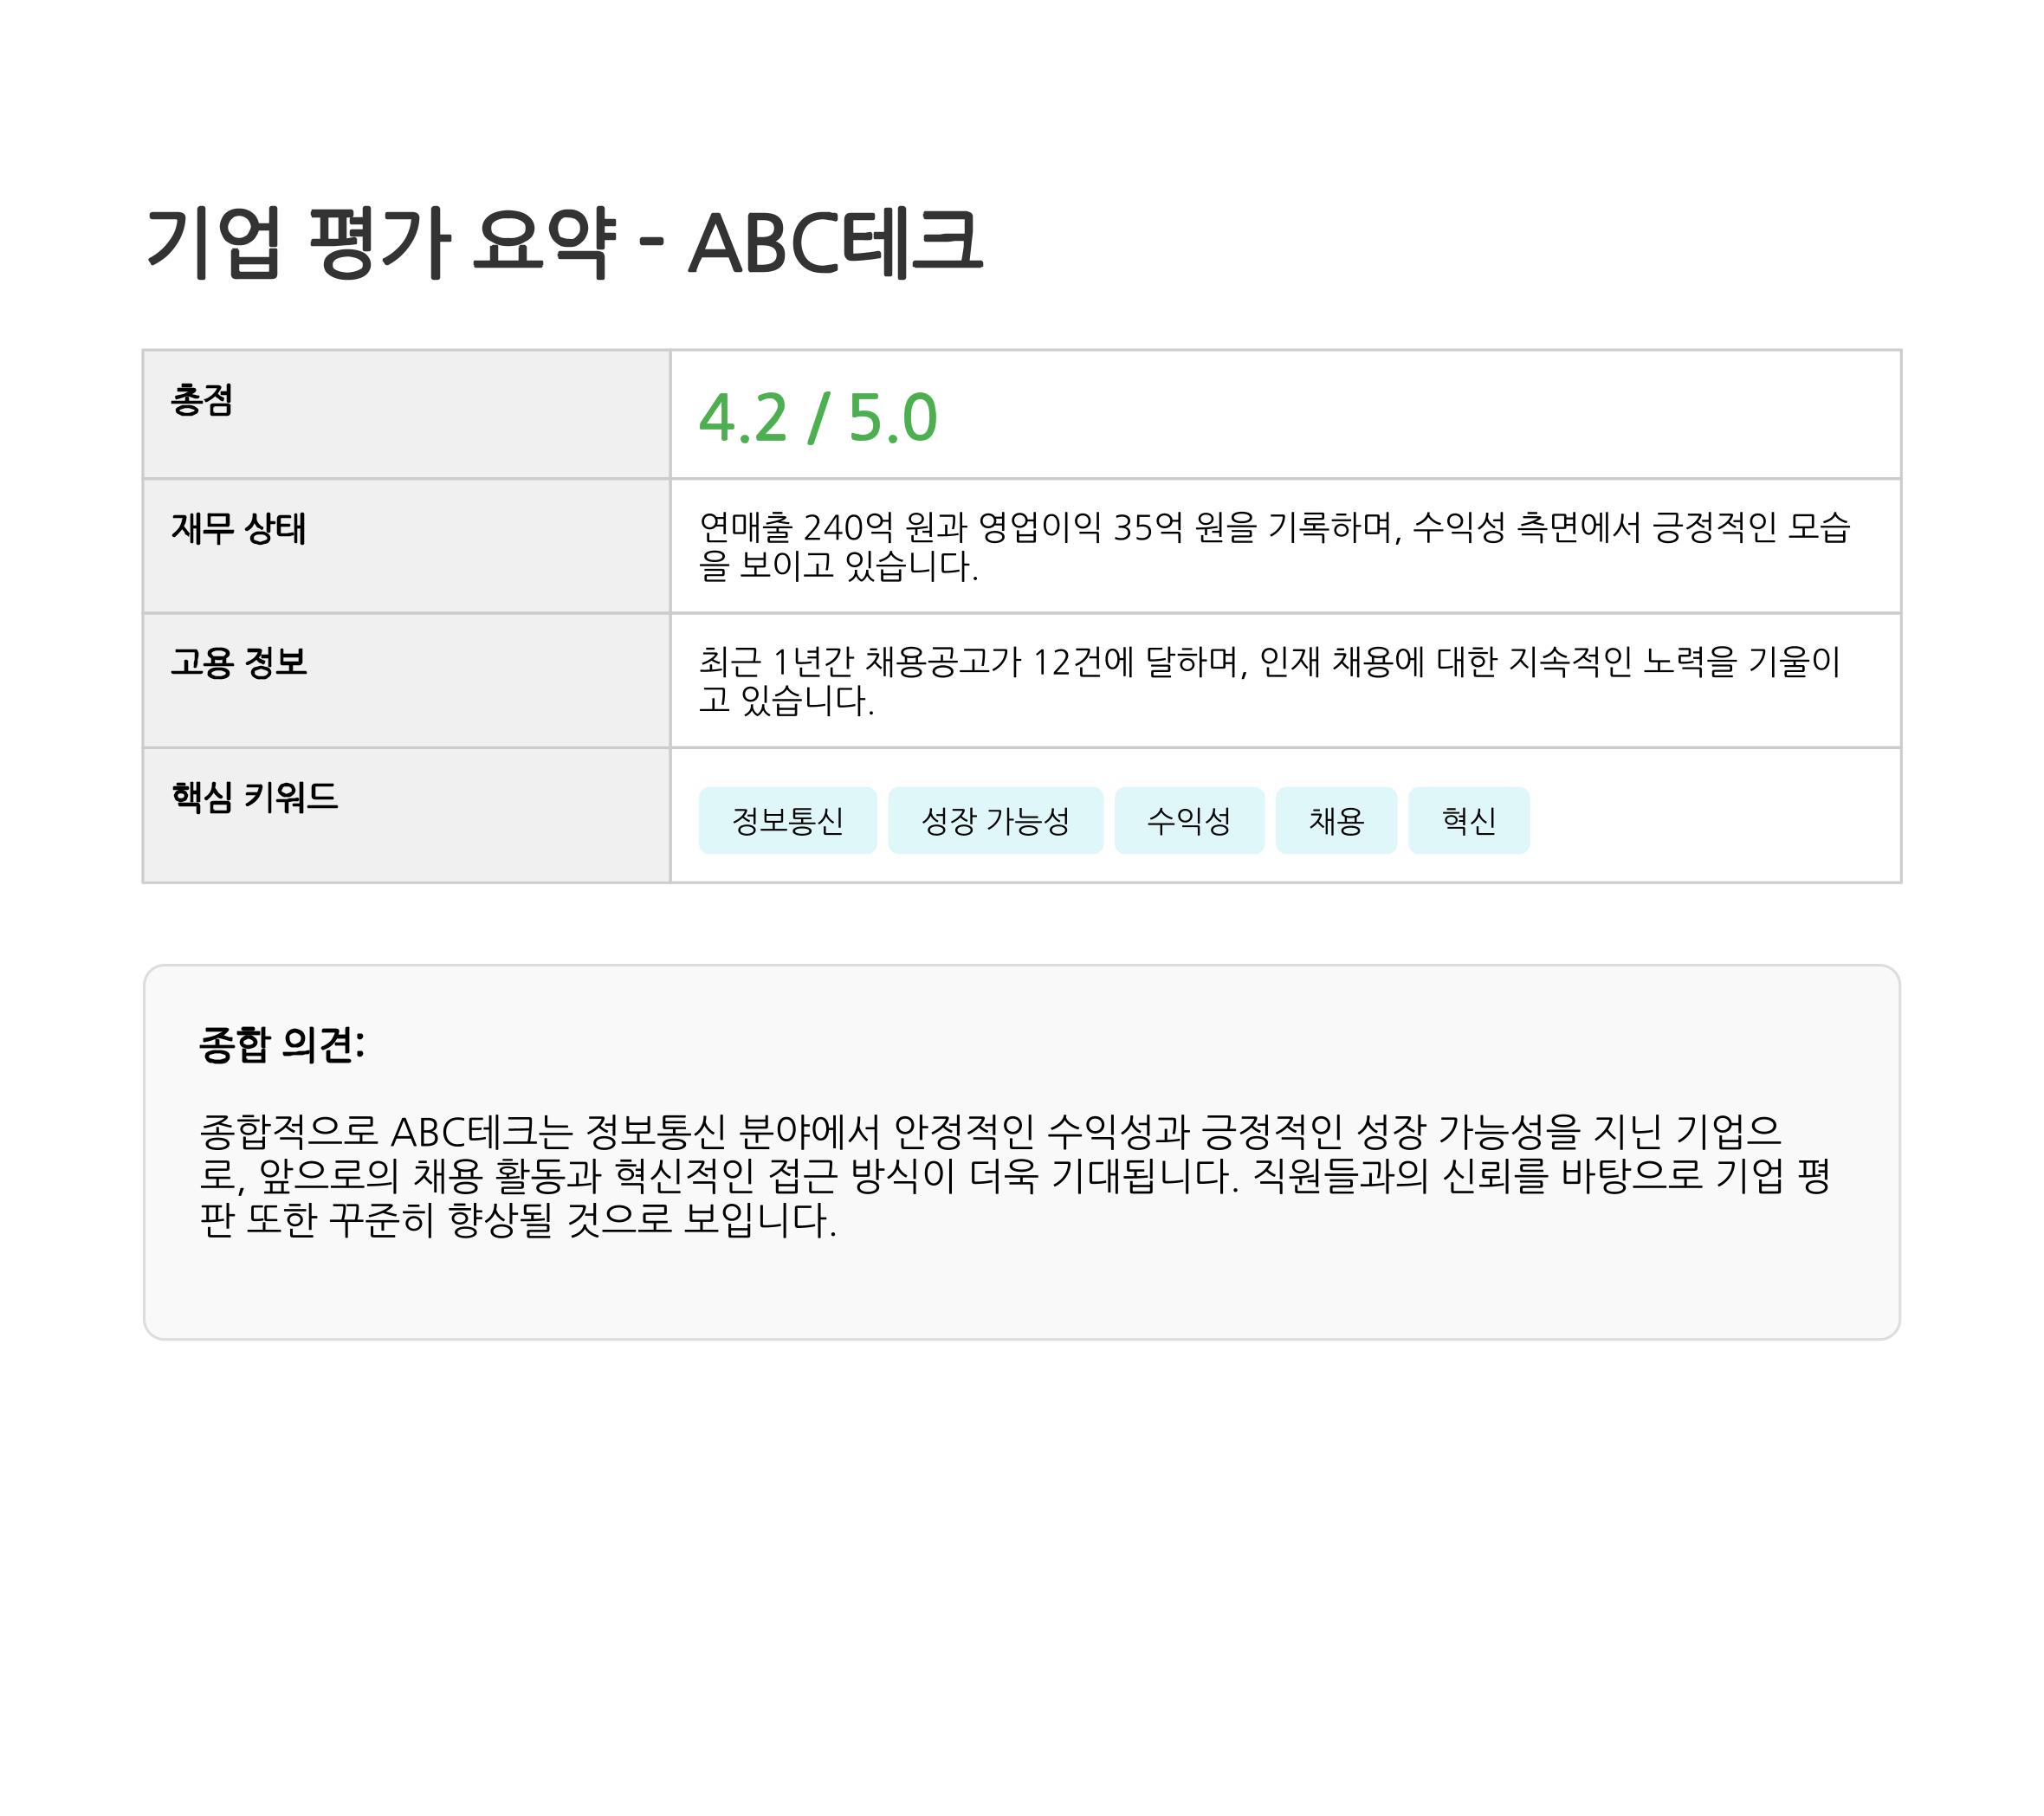 기업 평가 요약 - ABC테크
총점
4.2 / 5.0
재무 상태
연매출 240억 원과 영업이익 35억 원을 기록하며, 수익성 측면에서 긍정적인 모습
을 보이고 있습니다.
고용 정보
최근 1년간 채용공고가 12건에 달하며, 인재 채용에 대한 지속적인 노력을 기울이
고 있습니다.
핵심 키워드
정보통신 성장 가능성 수익성 채용 혁신
종합 의견:
종합적으로 ABC테크는 정보통신 분야에서 안정적인 수익성과 긍정적인 성장 가능성을 지닌 기업으
로, 앞으로의 채용 활동과 혁신적인 접근 방식이 더욱 기대됩니다. 직원들과의 신뢰를 바탕으로 기업 평
판 또한 꾸준히 향상될 것으로 보입니다.